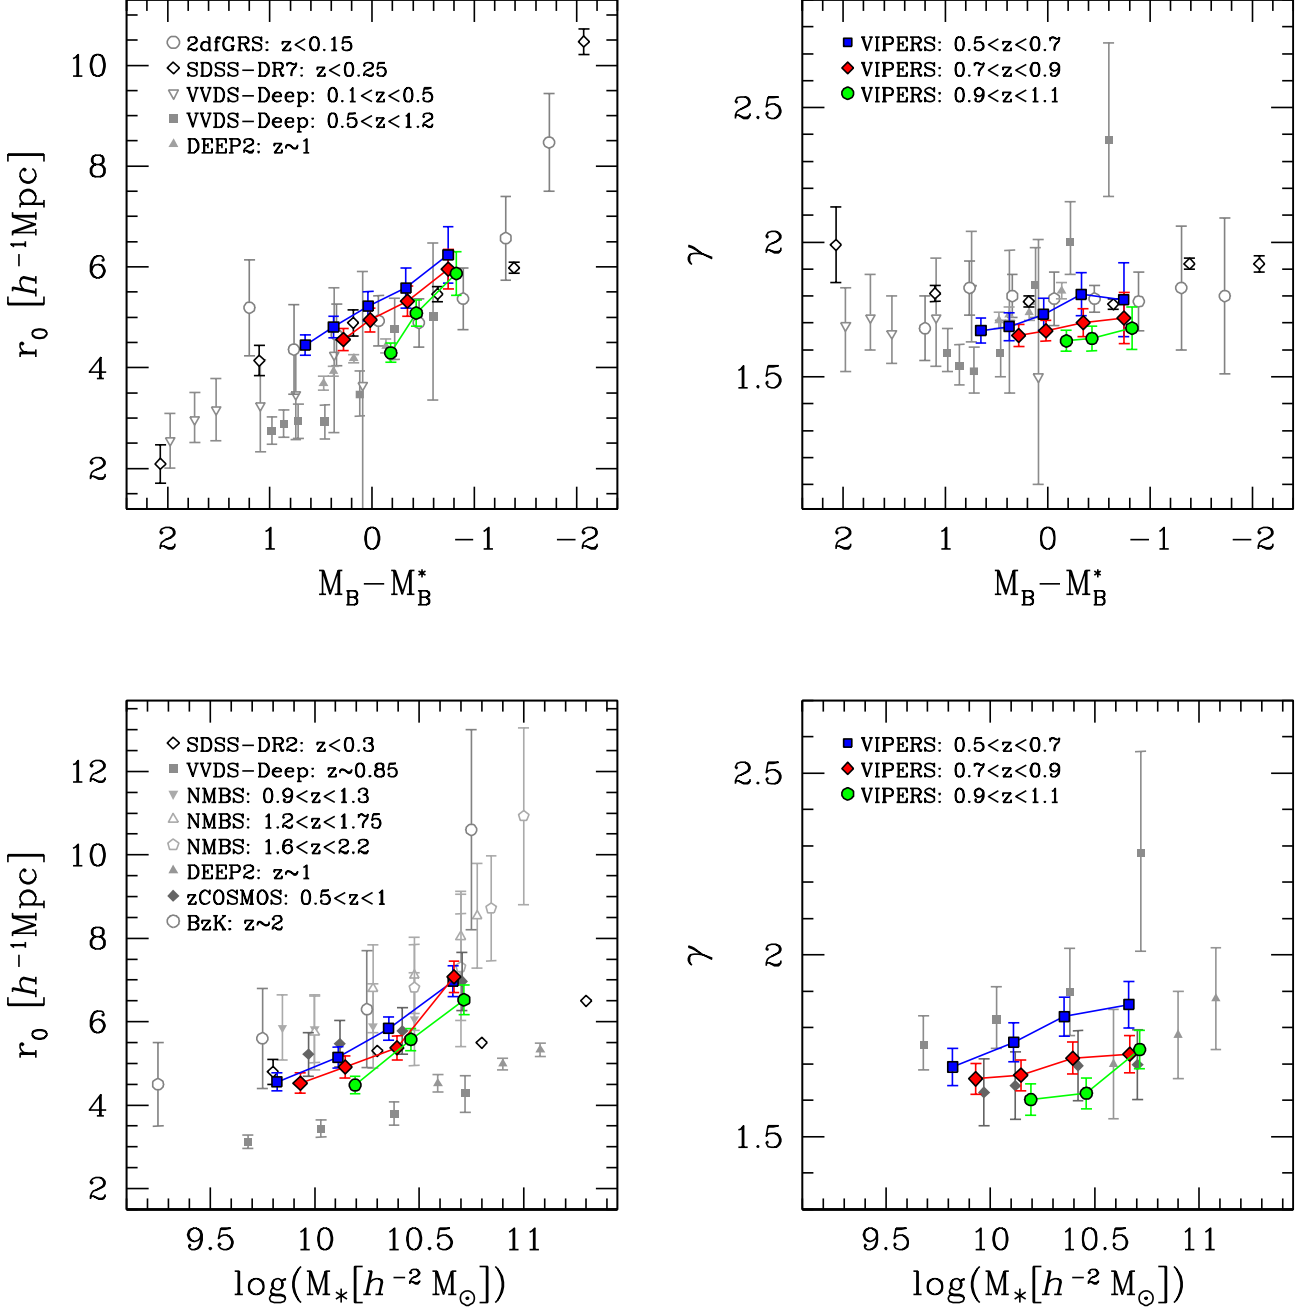 2dfGRS: z<0.15
SDSS-DR7: z<0.25
VVDS-Deep: 0.1<z<0.5
VVDS-Deep: 0.5<z<1.2
DEEP2: z~1
10
8
6
4
2
r₀ [h⁻¹Mpc]
2 1 0 −1 −2
M_B−M_B^*
VIPERS: 0.5<z<0.7
VIPERS: 0.7<z<0.9
VIPERS: 0.9<z<1.1
2.5
2
1.5
γ
2 1 0 −1 −2
M_B−M_B^*
SDSS-DR2: z<0.3
VVDS-Deep: z~0.85
NMBS: 0.9<z<1.3
NMBS: 1.2<z<1.75
NMBS: 1.6<z<2.2
DEEP2: z~1
zCOSMOS: 0.5<z<1
BzK: z~2
12
10
8
6
4
2
r₀ [h⁻¹Mpc]
9.5 10 10.5 11
log(M_*[h⁻² M_⊙])
VIPERS: 0.5<z<0.7
VIPERS: 0.7<z<0.9
VIPERS: 0.9<z<1.1
2.5
2
1.5
γ
9.5 10 10.5 11
log(M_*[h⁻² M_⊙])